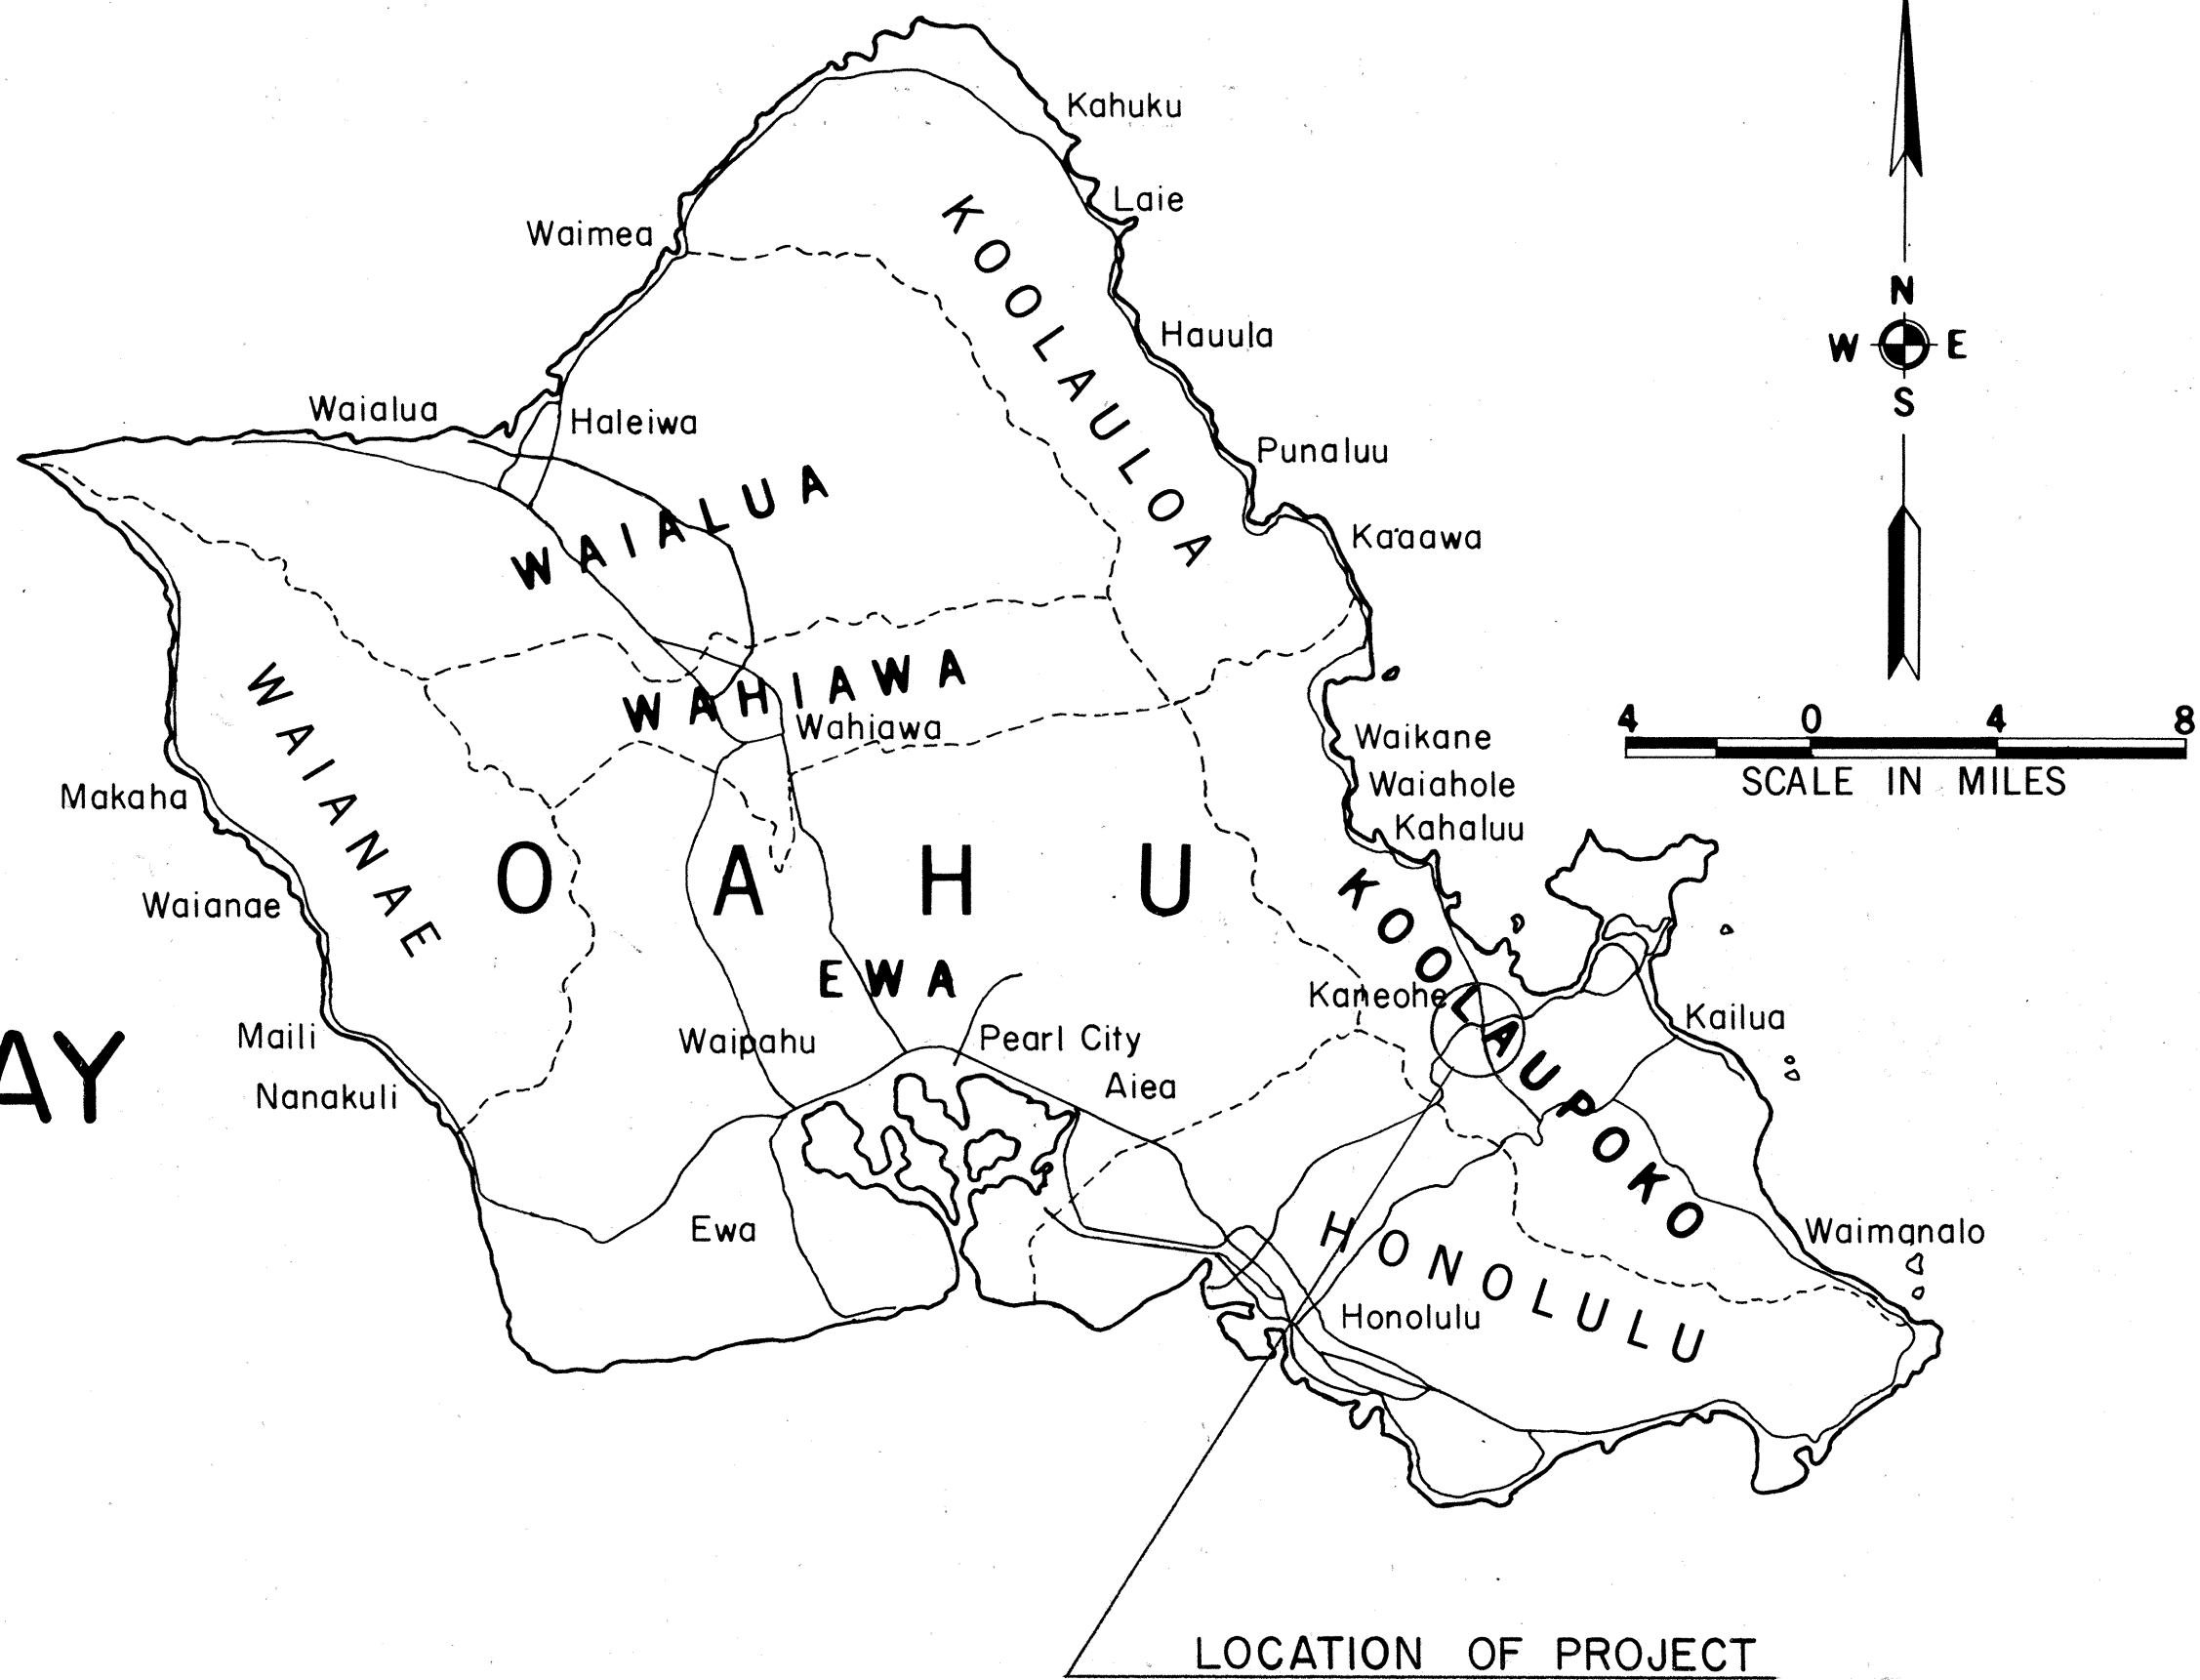 Kahuku
Laie
Waimea
KOOLAULOA
N
W E
S
Hauula
Waialua
Haleiwa
Punaluu
WAIALUA
Kaaawa
WAHIAWA
Wahiawa
WAIANAE
4 0 4 8
SCALE IN MILES
Waikane
Waiahole
Kahaluu
Makaha
OAHU
Waianae
KOOLAUPOKO
EWA
Kaneohe
Kailua
AY
Maili
Waipahu
Pearl City
Aiea
Nanakuli
Ewa
HONOLULU
Waimanalo
Honolulu
LOCATION OF PROJECT